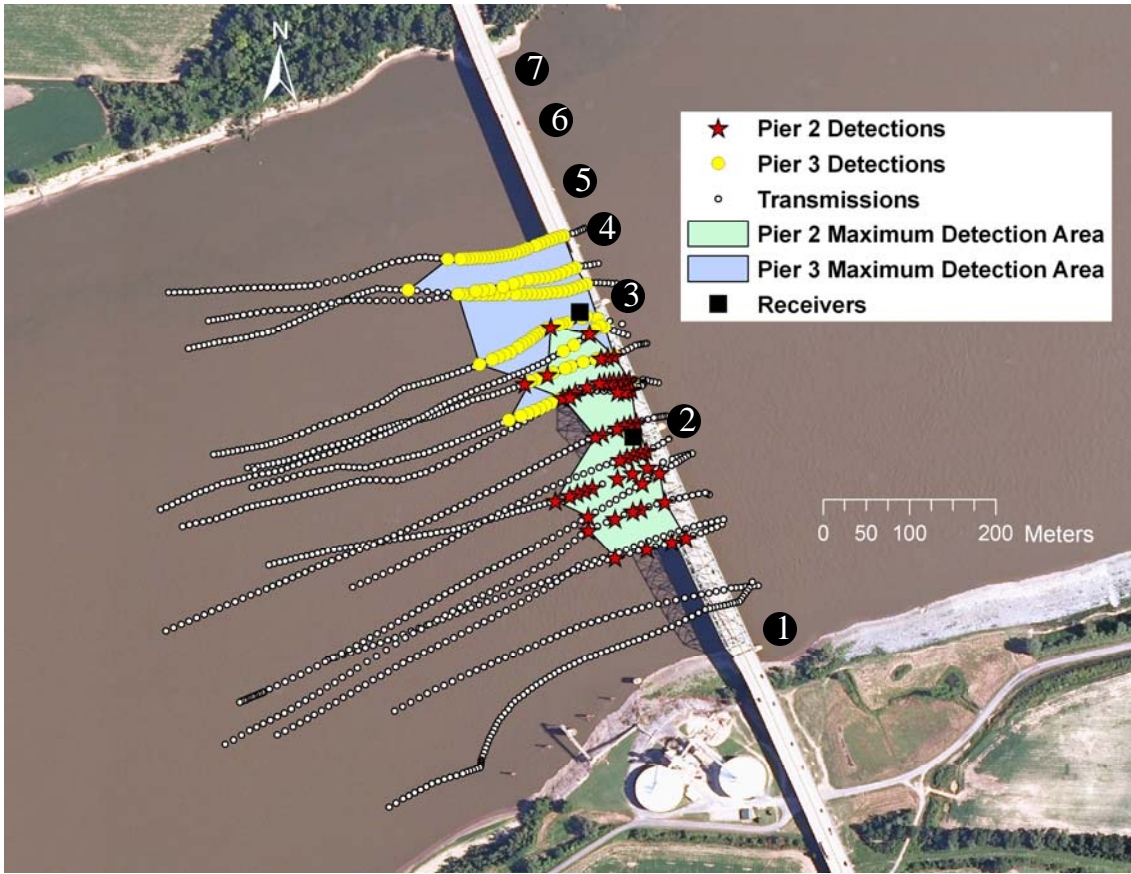 N
7
6
5
4
3
2
1
Pier 2 Detections
Pier 3 Detections
Transmissions
Pier 2 Maximum Detection Area
Pier 3 Maximum Detection Area
Receivers
0 50 100 200 Meters